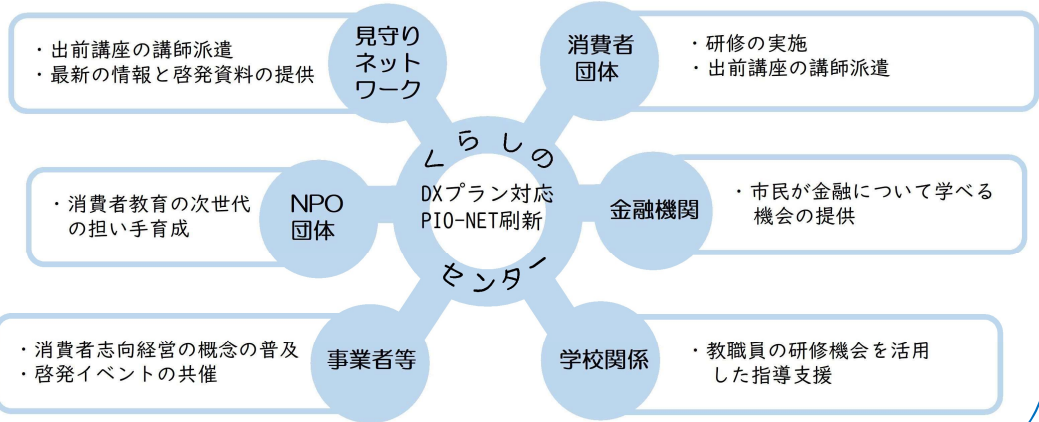 見守り
ネット
ワーク
・出前講座の講師派遣
・最新の情報と啓発資料の提供
消費者
団体
・研修の実施
・出前講座の講師派遣
くらしの
DXプラン対応
PIO-NET刷新
センター
NPO
団体
・消費者教育の次世代
の担い手育成
金融機関
・市民が金融について学べる
機会の提供
事業者等
・消費者志向経営の概念の普及
・啓発イベントの共催
学校関係
・教職員の研修機会を活用
した指導支援